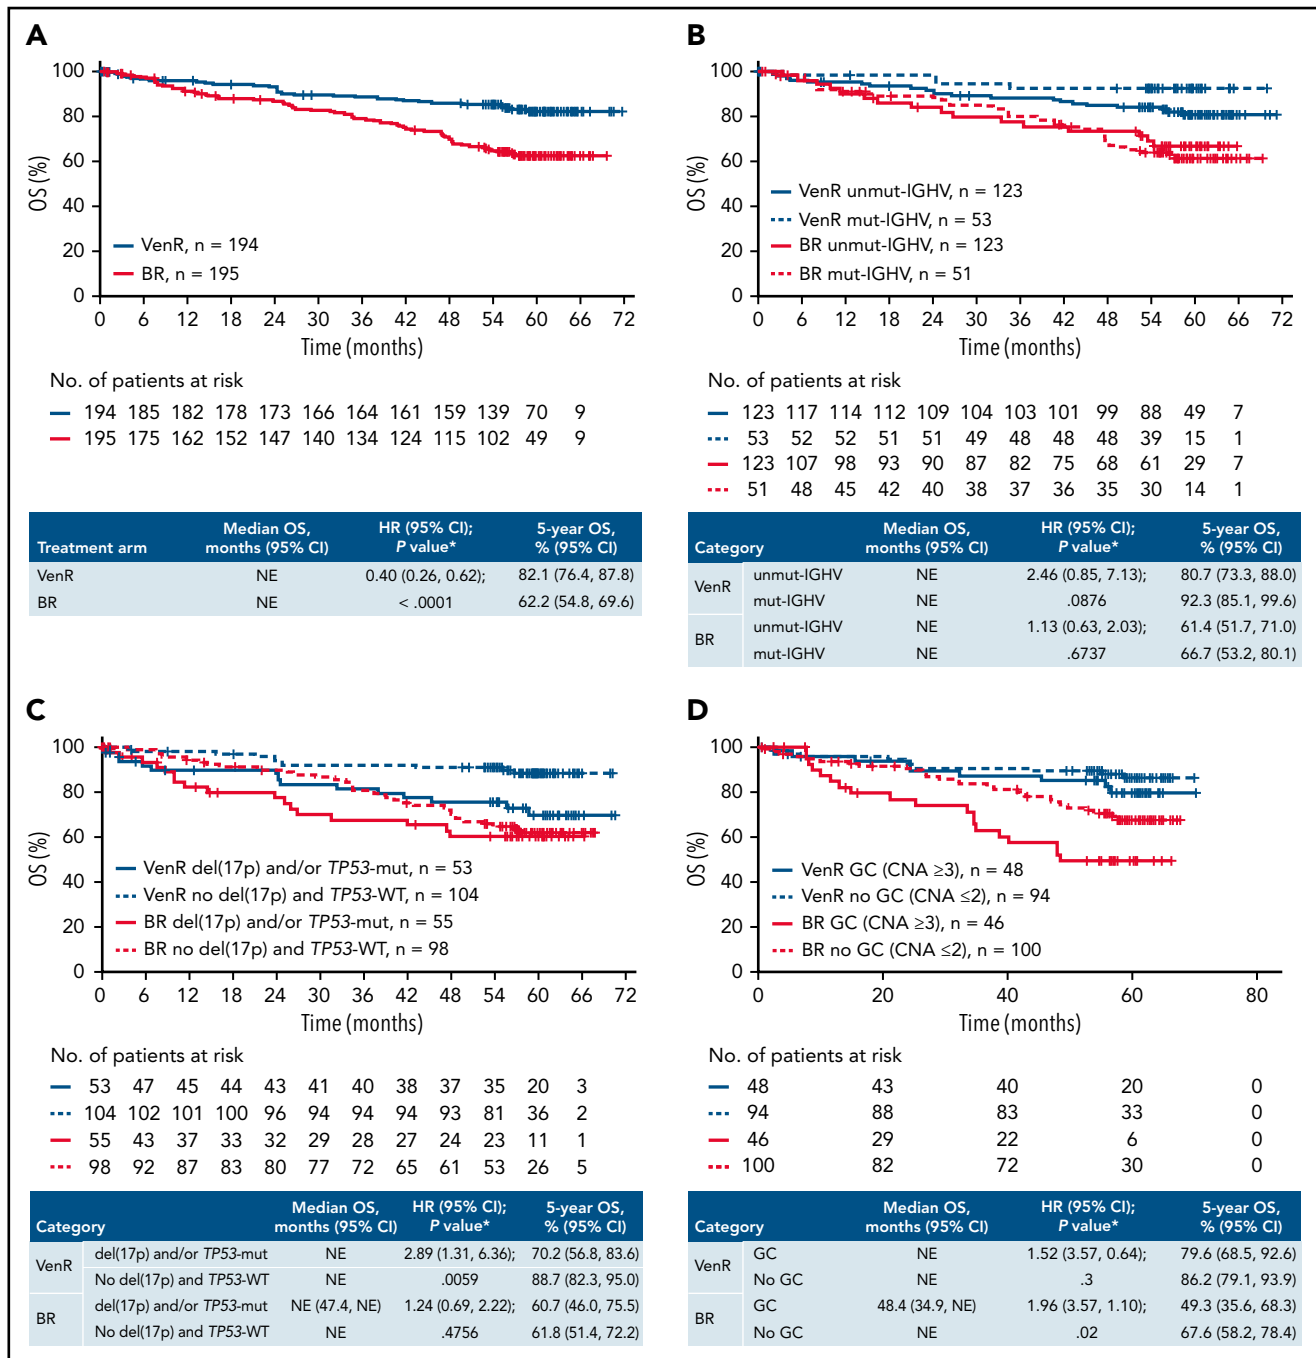 A
100
80
60
40
20
0
OS (%)
VenR, n = 194
BR, n = 195
0 6 12 18 24 30 36 42 48 54 60 66 72
Time (months)
No. of patients at risk
194 185 182 178 173 166 164 161 159 139 70 9
195 175 162 152 147 140 134 124 115 102 49 9
Treatment arm Median OS, months (95% CI) HR (95% CI); P value* 5-year OS, % (95% CI)
VenR NE 0.40 (0.26, 0.62); 82.1 (76.4, 87.8)
BR NE < .0001 62.2 (54.8, 69.6)
B
100
80
60
40
20
0
OS (%)
VenR unmut-IGHV, n = 123
VenR mut-IGHV, n = 53
BR unmut-IGHV, n = 123
BR mut-IGHV, n = 51
0 6 12 18 24 30 36 42 48 54 60 66 72
Time (months)
No. of patients at risk
123 117 114 112 109 104 103 101 99 88 49 7
53 52 52 51 51 49 48 48 48 39 15 1
123 107 98 93 90 87 82 75 68 61 29 7
51 48 45 42 40 38 37 36 35 30 14 1
Category Median OS, months (95% CI) HR (95% CI); P value* 5-year OS, % (95% CI)
VenR unmut-IGHV NE 2.46 (0.85, 7.13); 80.7 (73.3, 88.0)
mut-IGHV NE .0876 92.3 (85.1, 99.6)
BR unmut-IGHV NE 1.13 (0.63, 2.03); 61.4 (51.7, 71.0)
mut-IGHV NE .6737 66.7 (53.2, 80.1)
C
100
80
60
40
20
0
OS (%)
VenR del(17p) and/or TP53-mut, n = 53
VenR no del(17p) and TP53-WT, n = 104
BR del(17p) and/or TP53-mut, n = 55
BR no del(17p) and TP53-WT, n = 98
0 6 12 18 24 30 36 42 48 54 60 66 72
Time (months)
No. of patients at risk
53 47 45 44 43 41 40 38 37 35 20 3
104 102 101 100 96 94 94 94 93 81 36 2
55 43 37 33 32 29 28 27 24 23 11 1
98 92 87 83 80 77 72 65 61 53 26 5
Category Median OS, months (95% CI) HR (95% CI); P value* 5-year OS, % (95% CI)
VenR del(17p) and/or TP53-mut NE 2.89 (1.31, 6.36); 70.2 (56.8, 83.6)
No del(17p) and TP53-WT NE .0059 88.7 (82.3, 95.0)
BR del(17p) and/or TP53-mut NE (47.4, NE) 1.24 (0.69, 2.22); 60.7 (46.0, 75.5)
No del(17p) and TP53-WT NE .4756 61.8 (51.4, 72.2)
D
100
80
60
40
20
0
OS (%)
VenR GC (CNA ≥3), n = 48
VenR no GC (CNA ≤2), n = 94
BR GC (CNA ≥3), n = 46
BR no GC (CNA ≤2), n = 100
0 20 40 60 80
Time (months)
No. of patients at risk
48 43 40 20 0
94 88 83 33 0
46 29 22 6 0
100 82 72 30 0
Category Median OS, months (95% CI) HR (95% CI); P value* 5-year OS, % (95% CI)
VenR GC NE 1.52 (3.57, 0.64); 79.6 (68.5, 92.6)
No GC NE .3 86.2 (79.1, 93.9)
BR GC 48.4 (34.9, NE) 1.96 (3.57, 1.10); 49.3 (35.6, 68.3)
No GC NE .02 67.6 (58.2, 78.4)